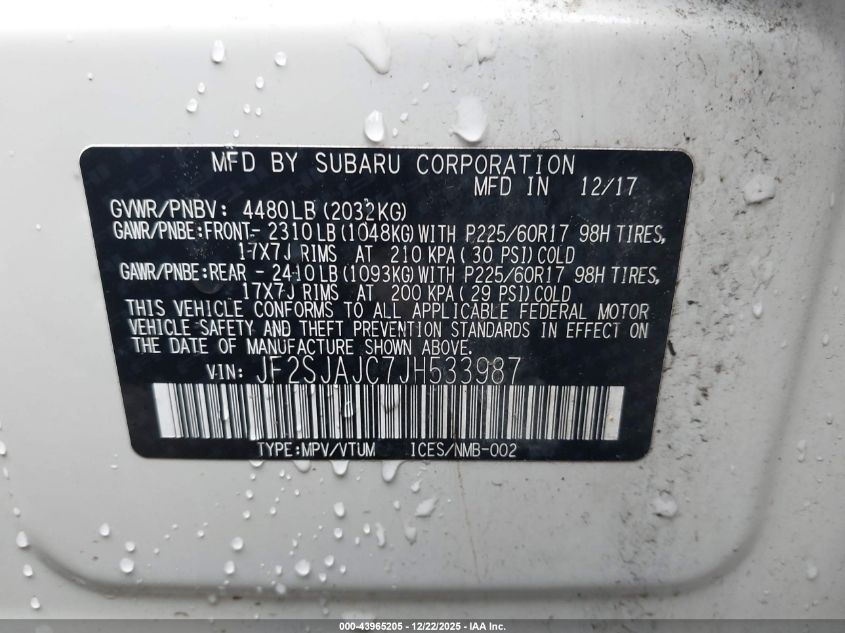 MFD BY SUBARU CORPORATION
MFD IN 12/17
GVWR/PNBV: 4480LB (2032KG)
GAWR/PNBE:FRONT- 2310LB(1048KG)WITH P225/60R17 98H TIRES,
17X7J RIMS AT 210 KPA( 30 PSI)COLD
GAWR/PNBE:REAR - 2410LB(1093KG)WITH P225/60R17 98H TIRES,
17X7J RIMS AT 200 KPA( 29 PSI)COLD
THIS VEHICLE CONFORMS TO ALL APPLICABLE FEDERAL MOTOR
VEHICLE SAFETY AND THEFT PREVENTION STANDARDS IN EFFECT ON
THE DATE OF MANUFACTURE SHOWN ABOVE.
VIN: JF2SJAJC7JH533987
TYPE:MPV/VTUM ICES/NMB-002
000-43965205 - 12/22/2025 - IAA Inc.